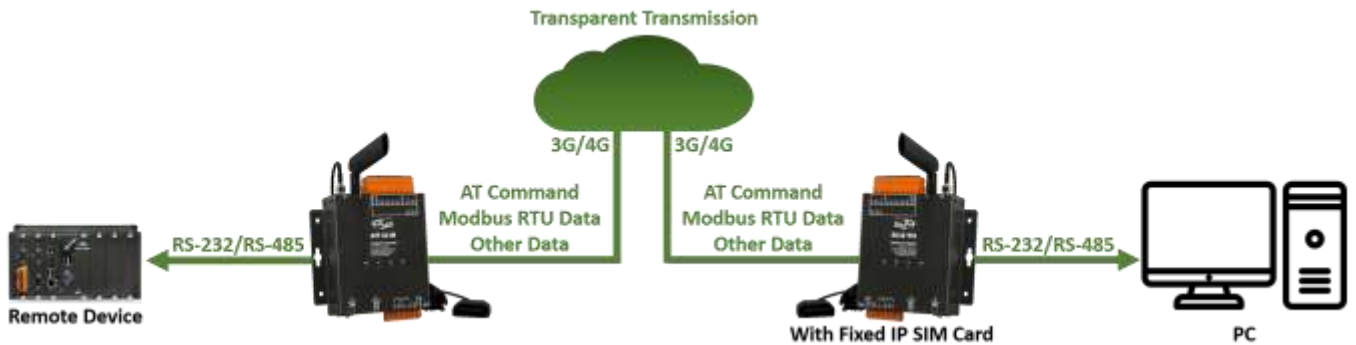 Transparent Transmission
3G/4G
3G/4G
AT Command
Modbus RTU Data
Other Data
AT Command
Modbus RTU Data
Other Data
RS-232/RS-485
RS-232/RS-485
Remote Device
With Fixed IP SIM Card
PC